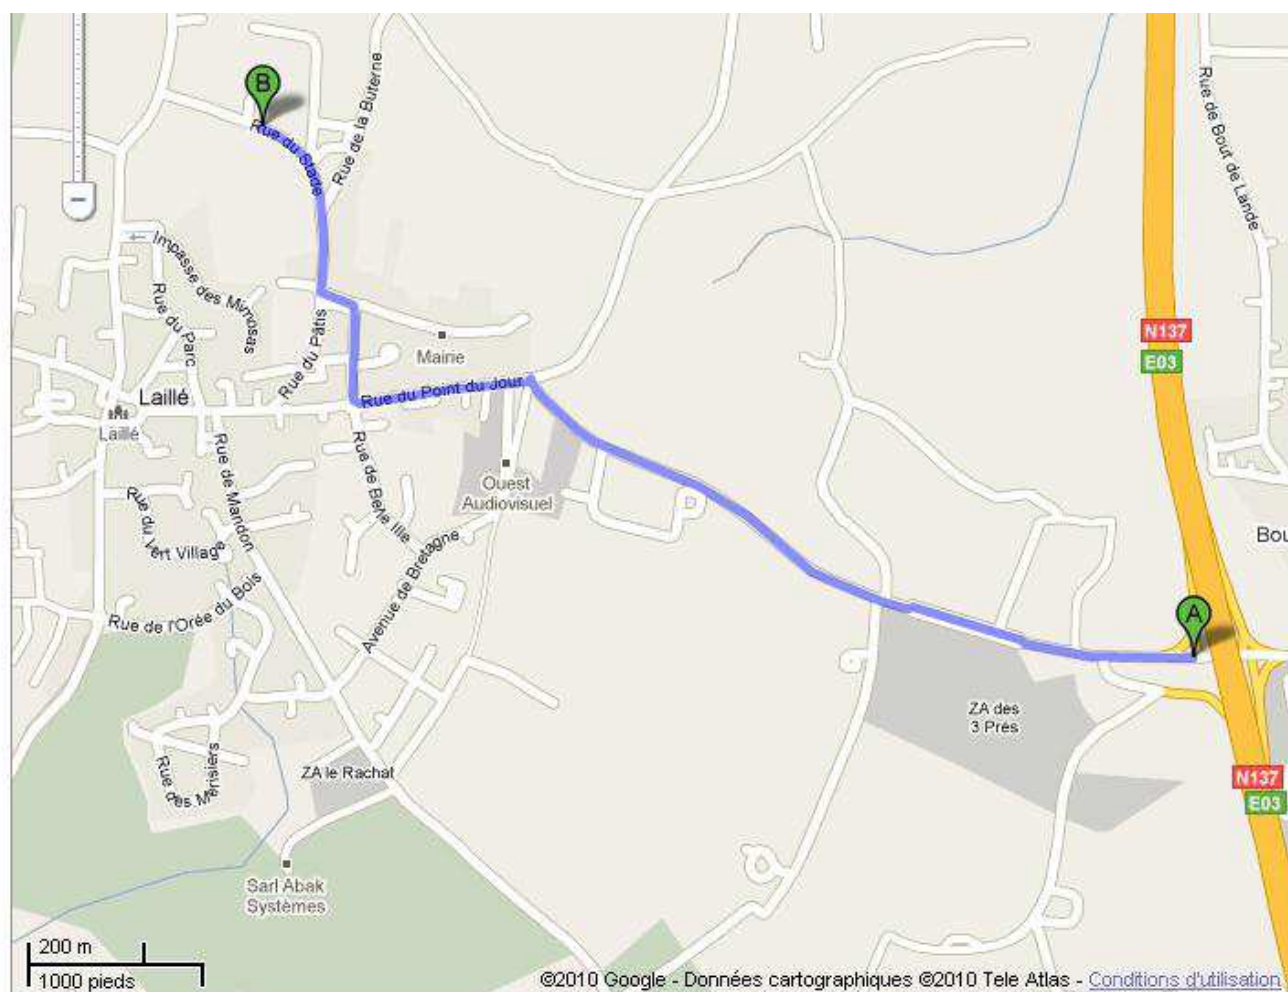 B
Rue du Stade
Rue de la Buterne
Rue de Bout de Lande
Impasse des Mimosas
Rue du Parc
Rue du Pâtis
Mairie
N137
E03
Laillé
Laillé
Rue du Point du Jour
Rue de Mandon
Rue de Belle Ille
Ouest
Audiovisuel
Rue du Vert Village
Avenue de Bretagne
Bou
Rue de l'Orée du Bois
A
ZA des
3 Prés
Rue des Merisiers
ZA le Rachat
N137
E03
Sarl Abak
Systèmes
200 m
1000 pieds
©2010 Google - Données cartographiques ©2010 Tele Atlas - Conditions d'utilisation